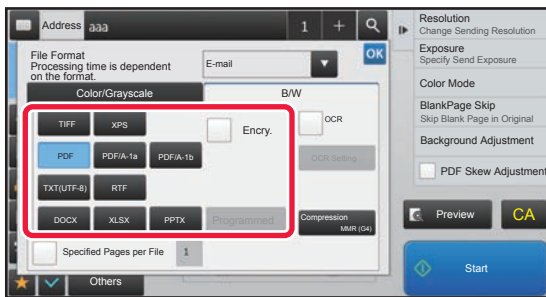 Address aaa 1 +
File Format
Processing time is dependent
on the format.
E-mail
OK
Color/Grayscale
B/W
TIFF XPS
Encry.
OCR
PDF PDF/A-1a PDF/A-1b
OCR Setting
TXT(UTF-8) RTF
DOCX XLSX PPTX
Programmed
Compression
MMR (G4)
Specified Pages per File 1
Others
Resolution
Change Sending Resolution
Exposure
Specify Send Exposure
Color Mode
BlankPage Skip
Skip Blank Page in Original
Background Adjustment
PDF Skew Adjustment
Preview
CA
Start